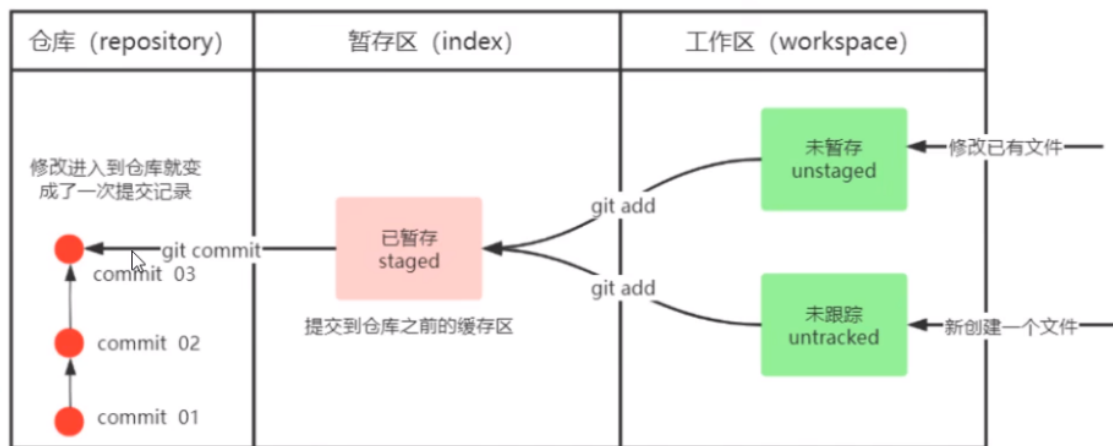 仓库（repository）
暂存区（index）
工作区（workspace）
修改进入到仓库就变
成了一次提交记录
git commit
commit 03
commit 02
commit 01
已暂存
staged
提交到仓库之前的缓存区
git add
git add
未暂存
unstaged
修改已有文件
未跟踪
untracked
新创建一个文件